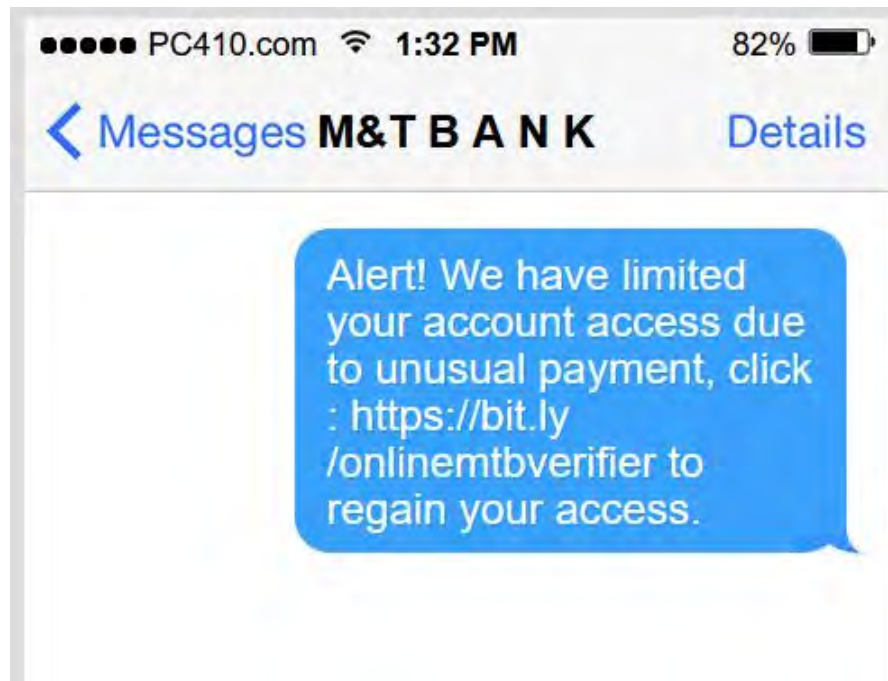 PC410.com 1:32 PM 82%
Messages M&T B A N K Details
Alert! We have limited
your account access due
to unusual payment, click
: https://bit.ly
/onlinemtbverifier to
regain your access.